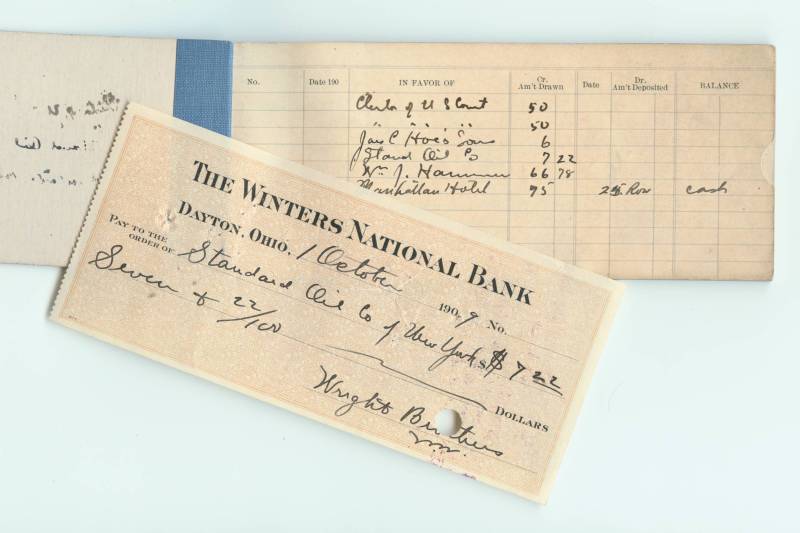 No. Date 190 IN FAVOR OF Cr. Am't Drawn Date Dr. Am't Deposited BALANCE
Clerk of U S Court 50
" " " " 50
Jas C Hoe's Sons 6
Stand Oil Co 7 22
Wm J. Hammer 66 78
Manhattan Hotel 75 cash
THE WINTERS NATIONAL BANK
DAYTON, OHIO, 1 October 1909 No.
PAY TO THE ORDER OF Standard Oil Co of New York $ 7 22
Seven & 22/100 DOLLARS
Wright Brothers